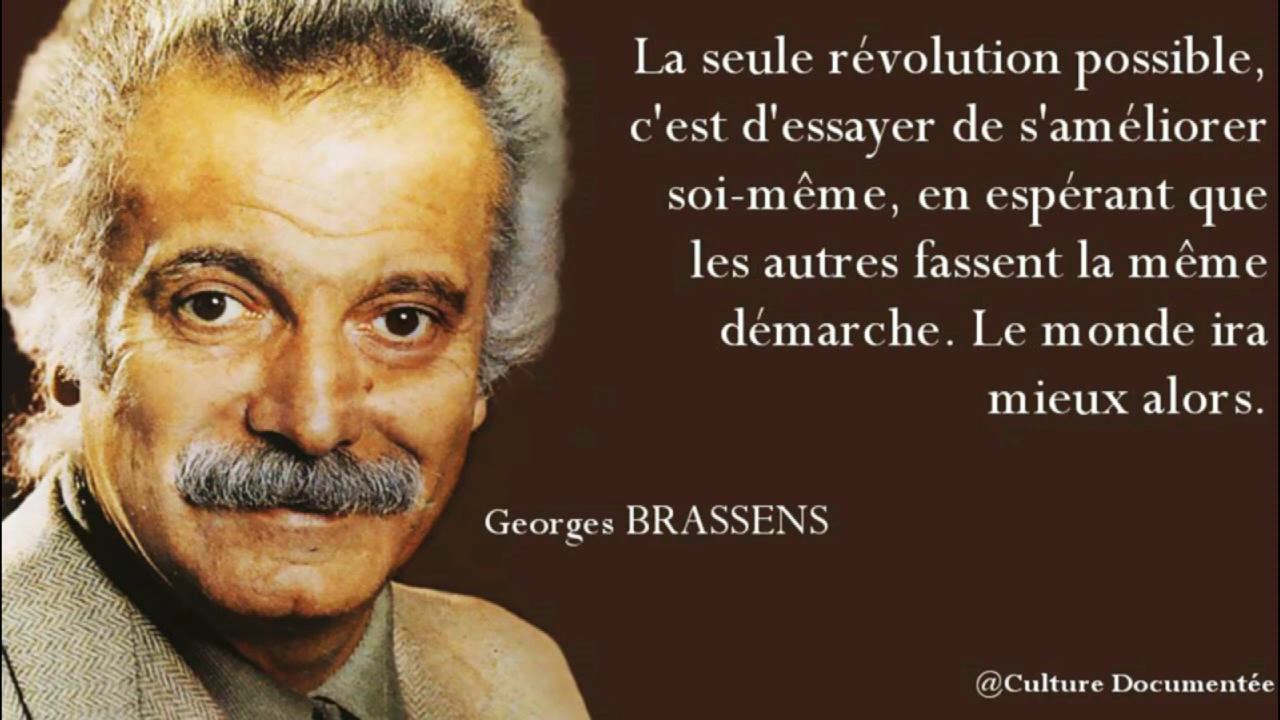 La seule révolution possible,
c'est d'essayer de s'améliorer
soi-même, en espérant que
les autres fassent la même
démarche. Le monde ira
mieux alors.
Georges BRASSENS
@Culture Documentée